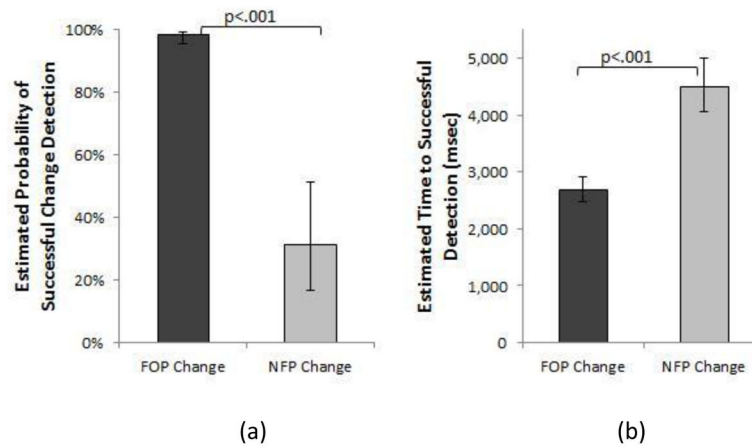 Estimated Probability of
Successful Change Detection
100%
80%
60%
40%
20%
0%
p<.001
FOP Change
NFP Change
(a)
Estimated Time to Successful
Detection (msec)
5,000
4,000
3,000
2,000
1,000
0
p<.001
FOP Change
NFP Change
(b)